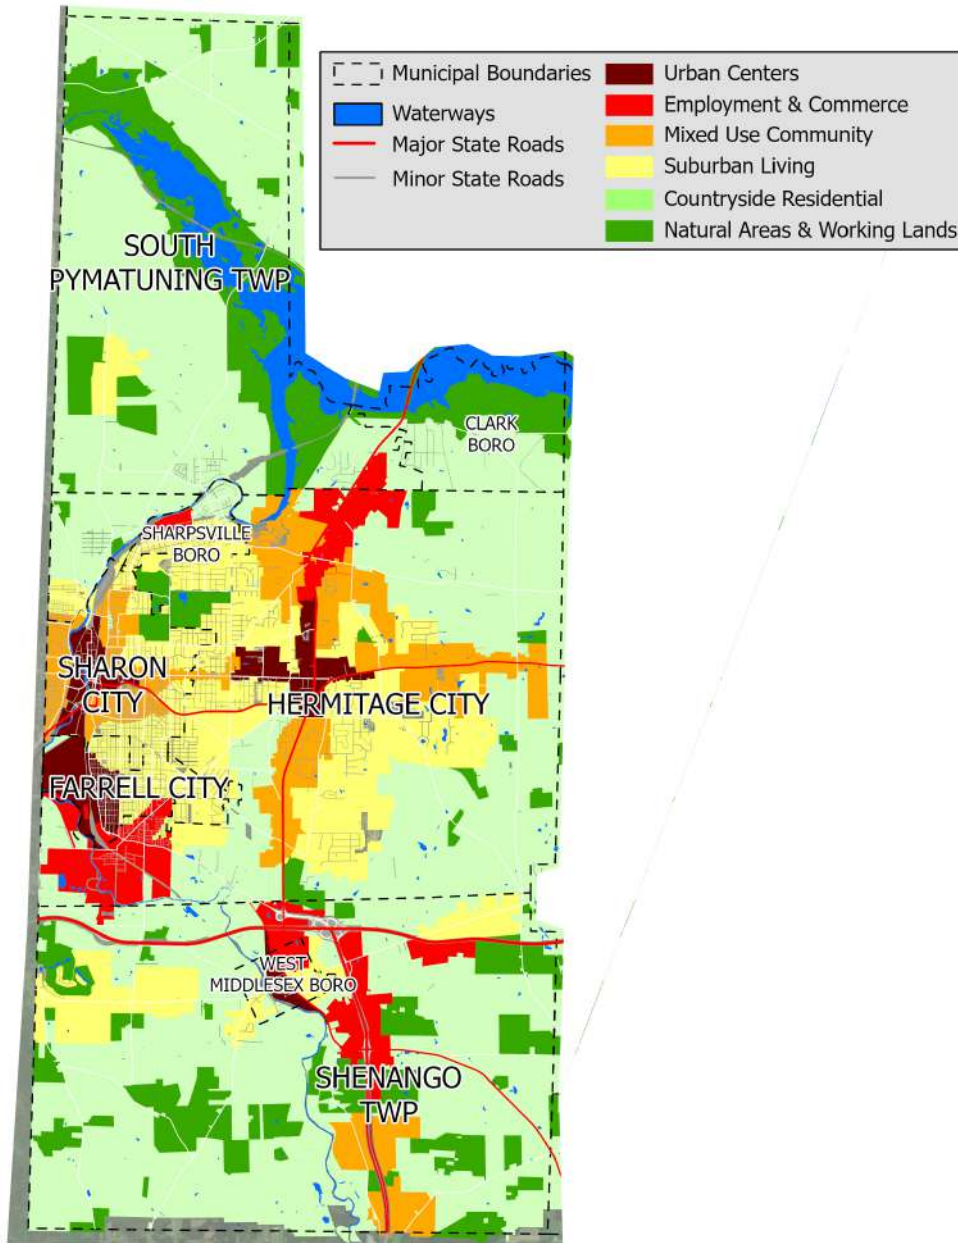 Municipal Boundaries
Waterways
Major State Roads
Minor State Roads
Urban Centers
Employment & Commerce
Mixed Use Community
Suburban Living
Countryside Residential
Natural Areas & Working Lands
SOUTH
PYMATUNING TWP
CLARK
BORO
SHARPSVILLE
BORO
SHARON
CITY
HERMITAGE CITY
FARRELL CITY
WEST
MIDDLESEX BORO
SHENANGO
TWP